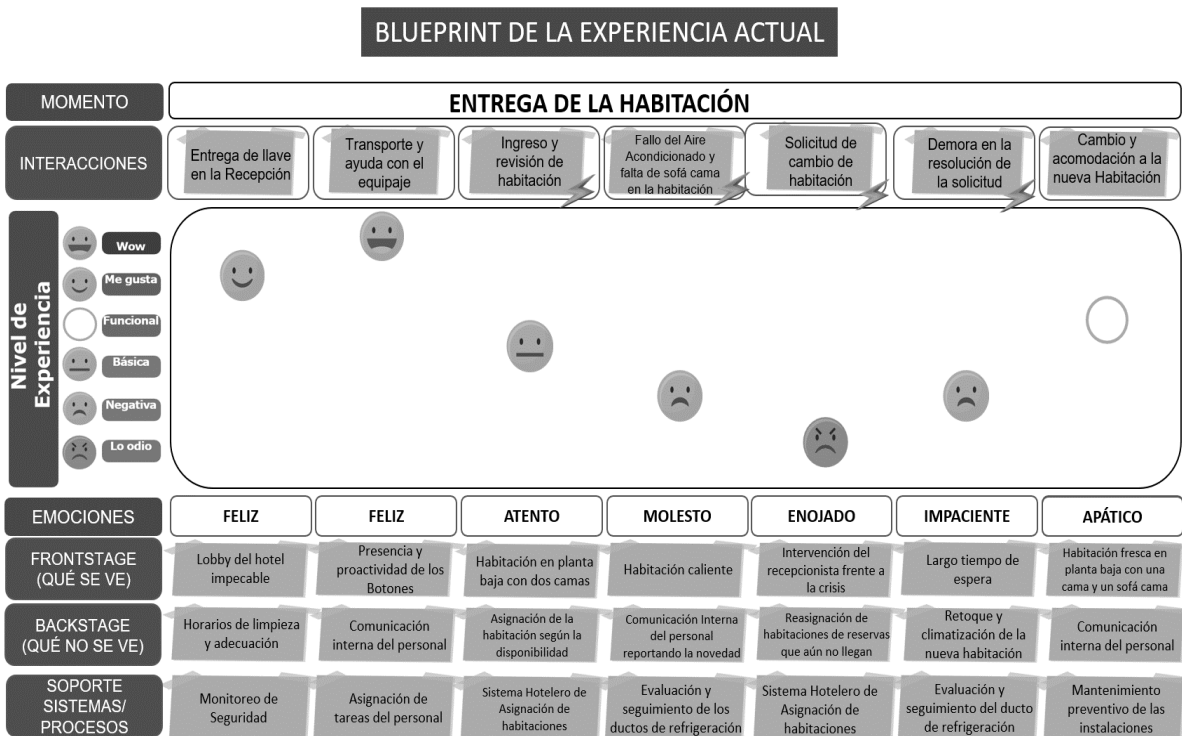 BLUEPRINT DE LA EXPERIENCIA ACTUAL
MOMENTO
ENTREGA DE LA HABITACIÓN
INTERACCIONES
Entrega de llave
en la Recepción
Transporte y
ayuda con el
equipaje
Ingreso y
revisión de
habitación
Fallo del Aire
Acondicionado y
falta de sofá cama
en la habitación
Solicitud de
cambio de
habitación
Demora en la
resolución de
la solicitud
Cambio y
acomodación a la
nueva Habitación
Nivel de
Experiencia
Wow
Me gusta
Funcional
Básica
Negativa
Lo odio
EMOCIONES
FELIZ
FELIZ
ATENTO
MOLESTO
ENOJADO
IMPACIENTE
APÁTICO
FRONTSTAGE
(QUÉ SE VE)
Lobby del hotel
impecable
Presencia y
proactividad de los
Botones
Habitación en planta
baja con dos camas
Habitación caliente
Intervención del
recepcionista frente a
la crisis
Largo tiempo de
espera
Habitación fresca en
planta baja con una
cama y un sofá cama
BACKSTAGE
(QUÉ NO SE VE)
Horarios de limpieza
y adecuación
Comunicación
interna del personal
Asignación de la
habitación según la
disponibilidad
Comunicación Interna
del personal
reportando la novedad
Reasignación de
habitaciones de reservas
que aún no llegan
Retoque y
climatización de la
nueva habitación
Comunicación
interna del personal
SOPORTE
SISTEMAS/
PROCESOS
Monitoreo de
Seguridad
Asignación de
tareas del personal
Sistema Hotelero de
Asignación de
habitaciones
Evaluación y
seguimiento de los
ductos de refrigeración
Sistema Hotelero de
Asignación de
habitaciones
Evaluación y
seguimiento del ducto
de refrigeración
Mantenimiento
preventivo de las
instalaciones